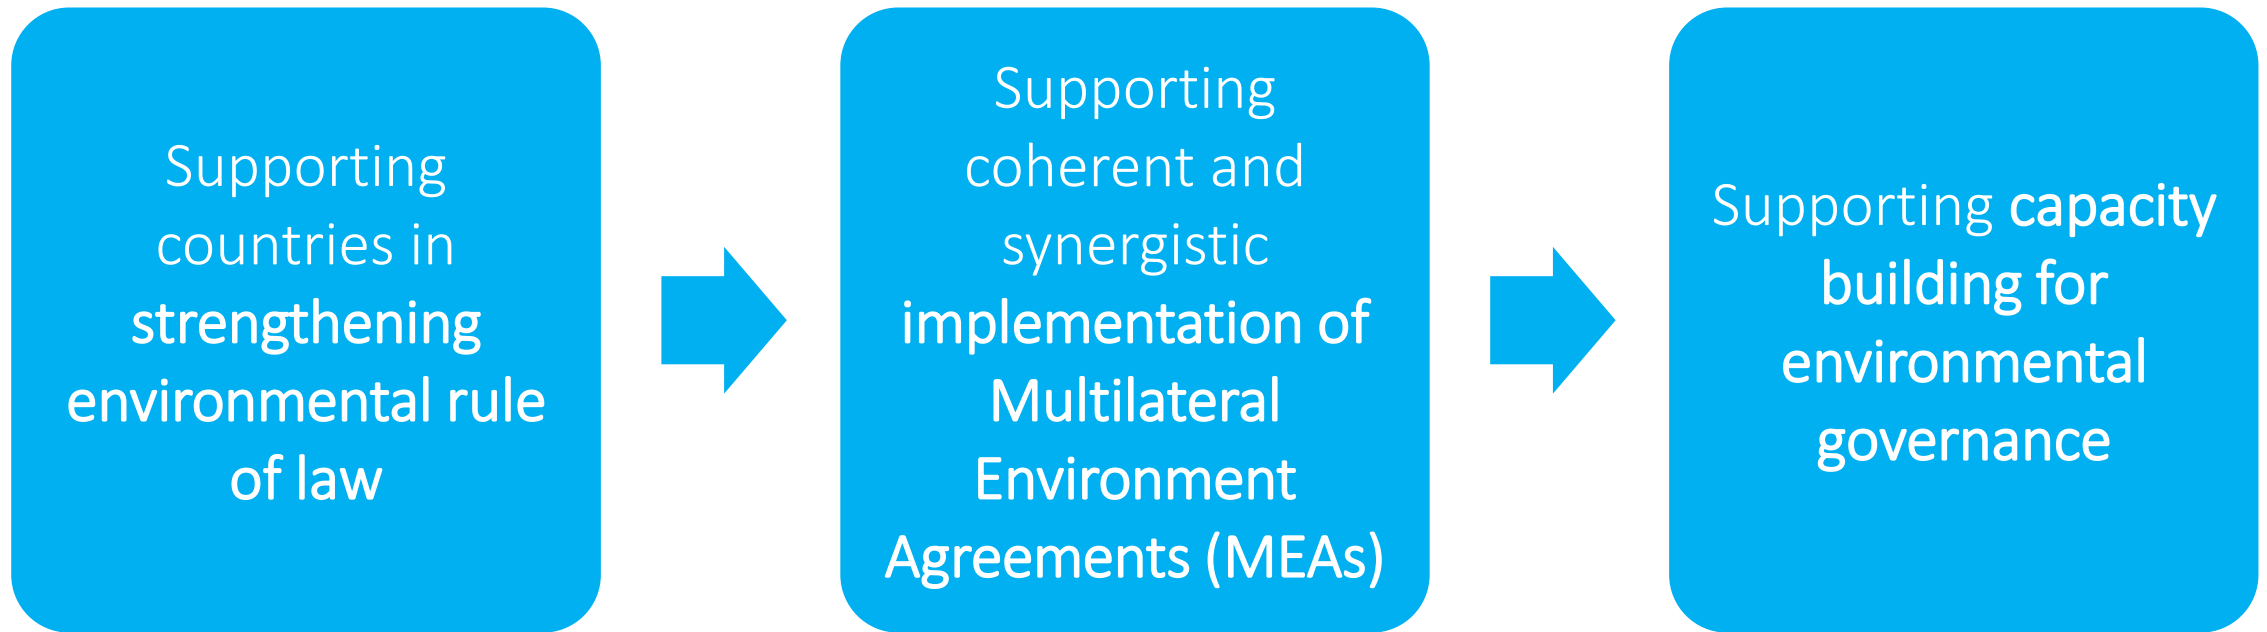 Supporting
countries in
strengthening
environmental rule
of law
Supporting
coherent and
synergistic
implementation of
Multilateral
Environment
Agreements (MEAs)
Supporting capacity
building for
environmental
governance